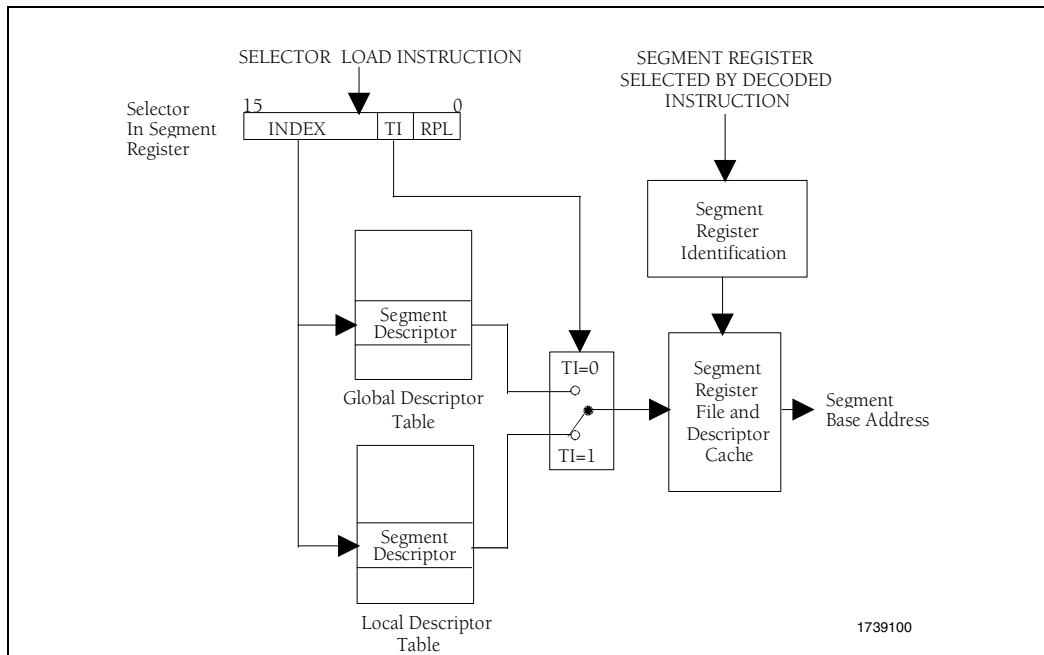 SELECTOR LOAD INSTRUCTION
SEGMENT REGISTER
SELECTED BY DECODED
INSTRUCTION
Selector
In Segment
Register
15
0
INDEX
TI
RPL
Segment
Register
Identification
Segment
Descriptor
Global Descriptor
Table
TI=0
TI=1
Segment
Register
File and
Descriptor
Cache
Segment
Base Address
Segment
Descriptor
Local Descriptor
Table
1739100